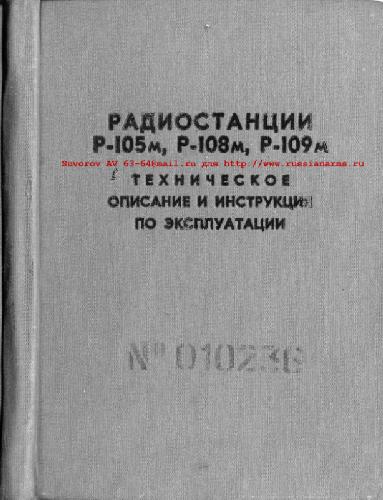 РАДИОСТАНЦИИ
Р-105м, Р-108м, Р-109м
Suvorov AV 63-64@mail.ru для http://www.russianarms.ru
ТЕХНИЧЕСКОЕ
ОПИСАНИЕ И ИНСТРУКЦИЯ
ПО ЭКСПЛУАТАЦИИ
№ 010236